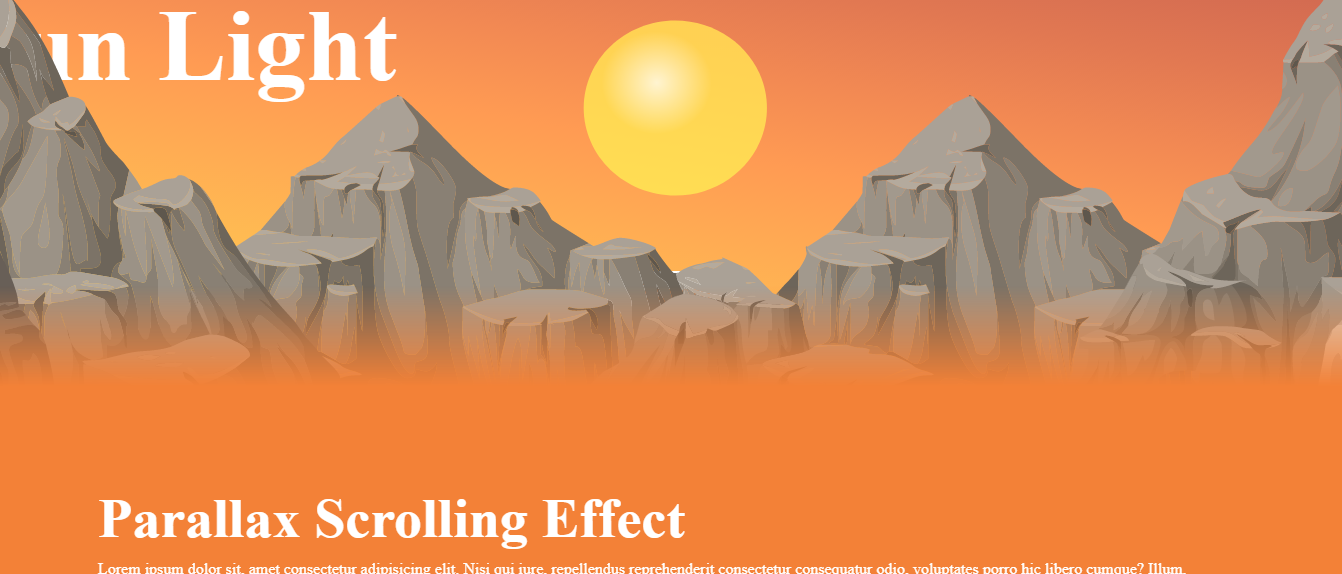 un Light
Parallax Scrolling Effect
Lorem ipsum dolor sit, amet consectetur adipisicing elit. Nisi qui iure, repellendus reprehenderit consectetur consequatur odio, voluptates porro hic libero cumque? Illum,